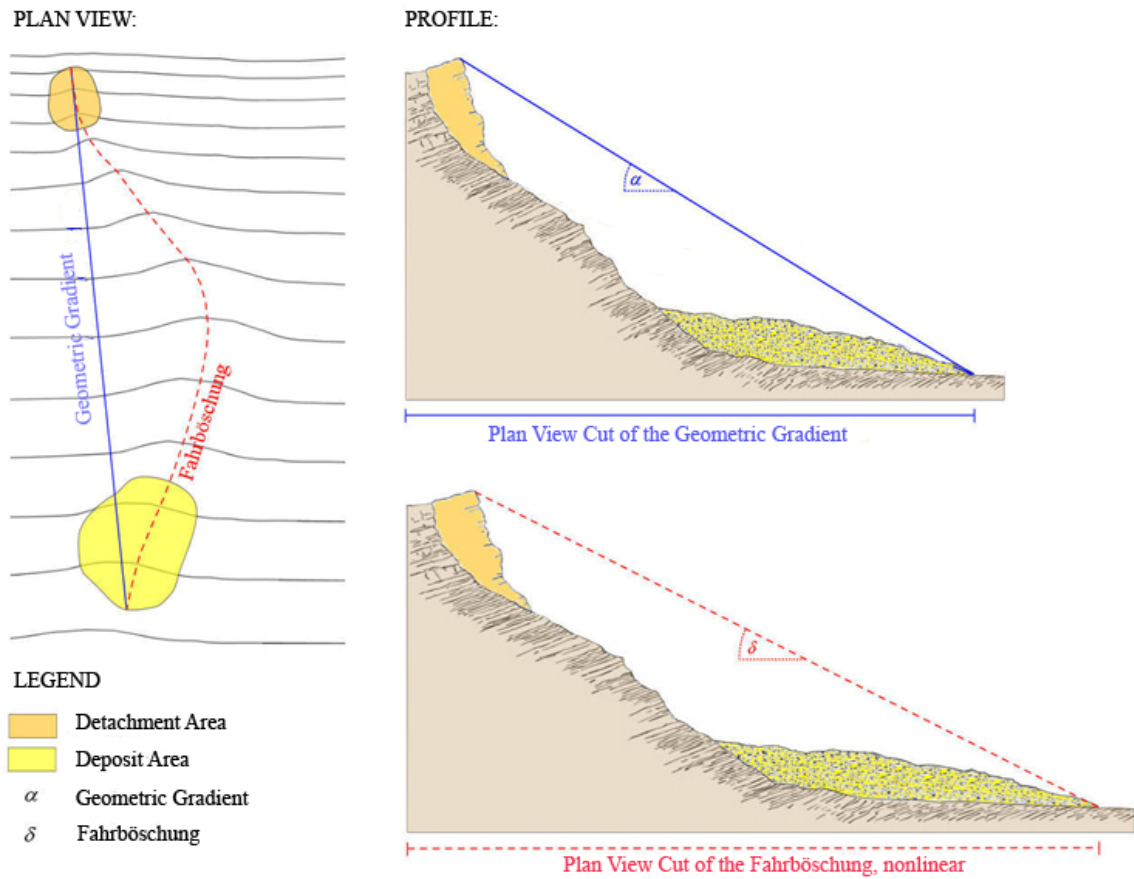 PLAN VIEW:
Geometric Gradient
Fahrböschung
LEGEND
Detachment Area
Deposit Area
α Geometric Gradient
δ Fahrböschung
PROFILE:
α
Plan View Cut of the Geometric Gradient
δ
Plan View Cut of the Fahrböschung, nonlinear